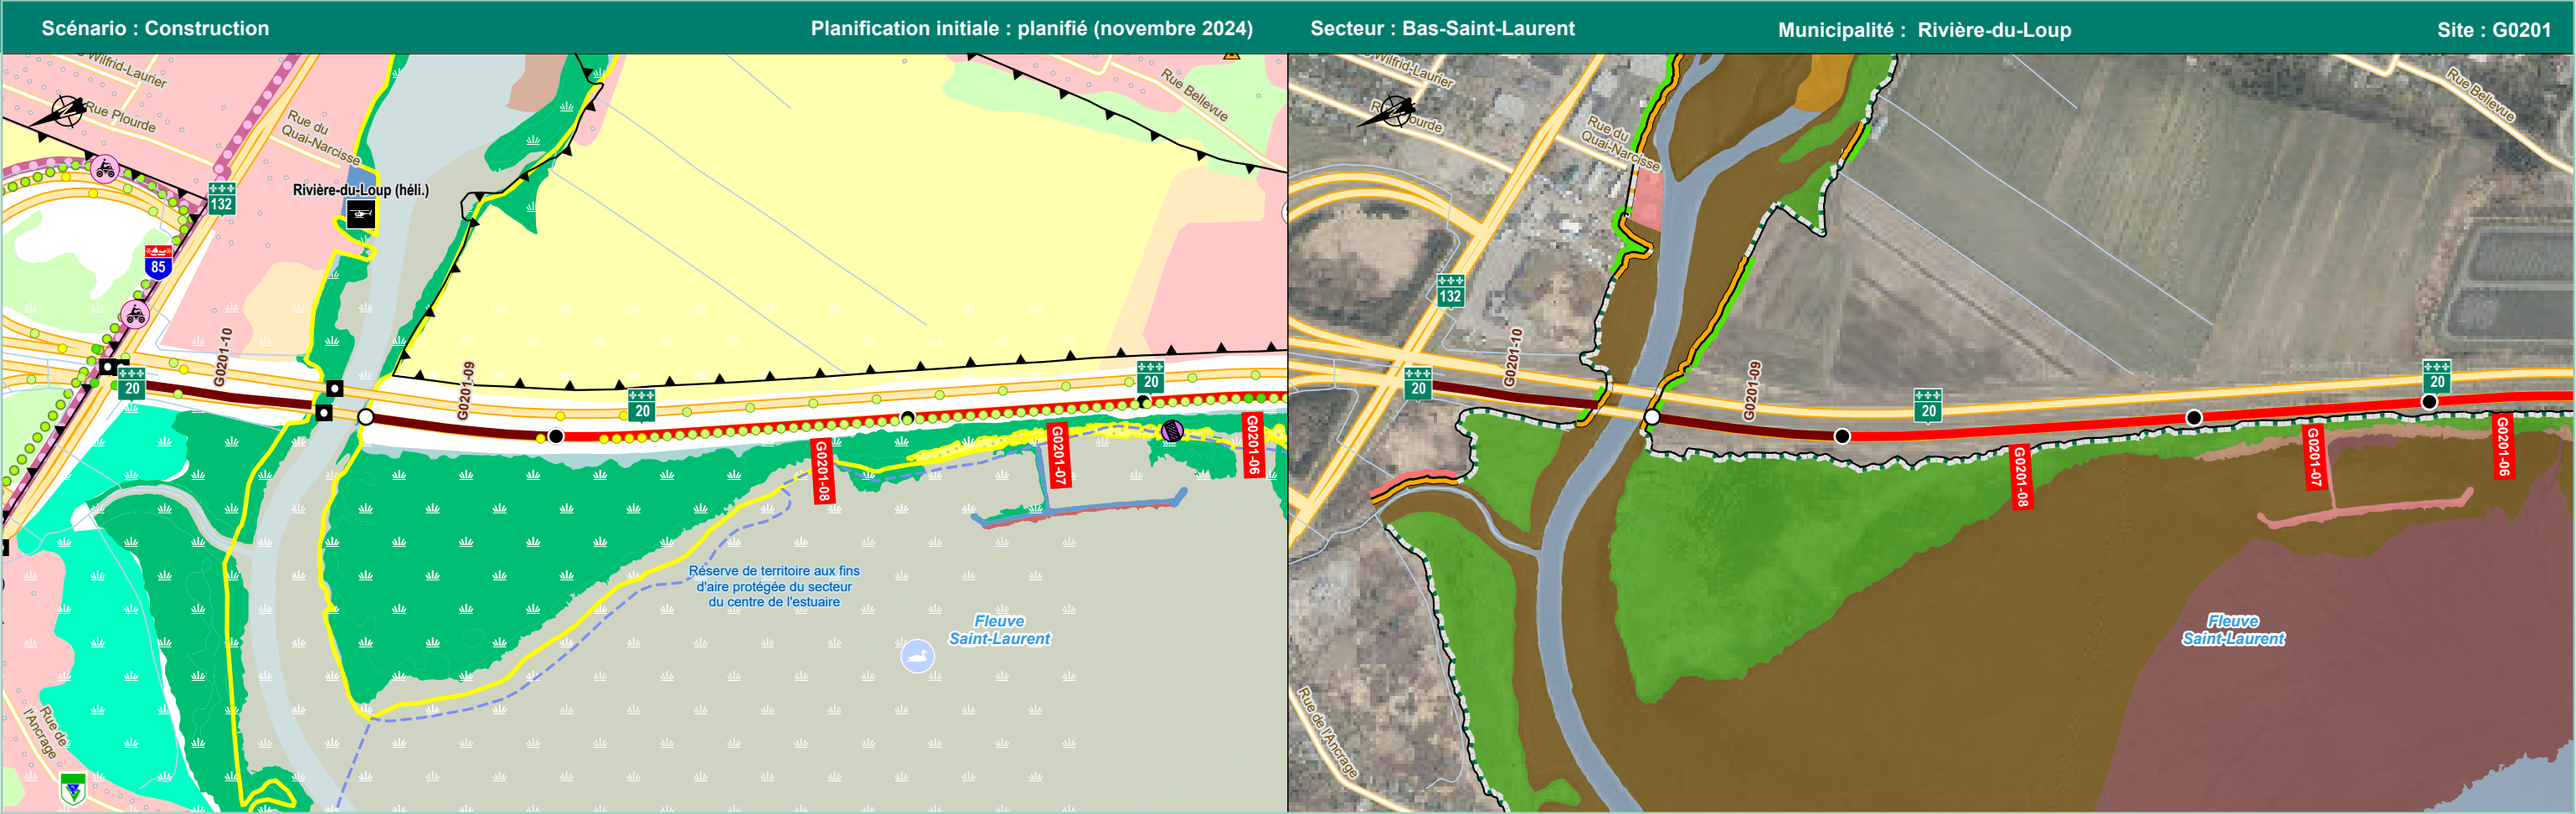 Scénario : Construction
Planification initiale : planifié (novembre 2024)
Secteur : Bas-Saint-Laurent
Municipalité : Rivière-du-Loup
Site : G0201
Wilfrid-Laurier
Rue Plourde
Rue du
Quai-Narcisse
Rue Bellevue
Rivière-du-Loup (héli.)
132
85
G0201-10
G0201-09
20
20
20
G0201-08
G0201-07
G0201-06
Réserve de territoire aux fins
d'aire protégée du secteur
du centre de l'estuaire
Fleuve
Saint-Laurent
Rue de
l'Ancrage
Wilfrid-Laurier
Rue du
Quai-Narcisse
Rue Bellevue
132
G0201-10
G0201-09
20
20
20
G0201-08
G0201-07
G0201-06
Fleuve
Saint-Laurent
Rue de l'Ancrage